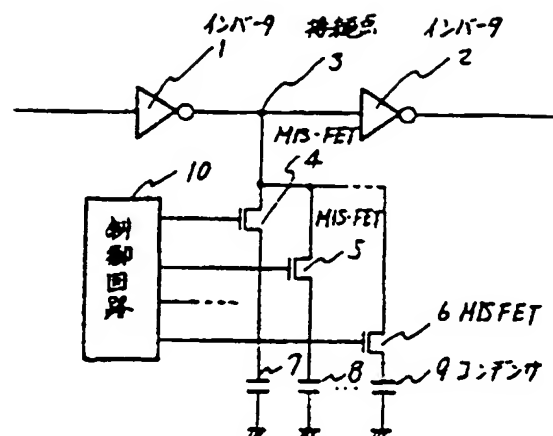 インバータ 接続点 インバータ
1 3 2
MIS-FET
10 4
MIS-FET
5
制御回路
6 MISFET
7 8 9 コンデンサ